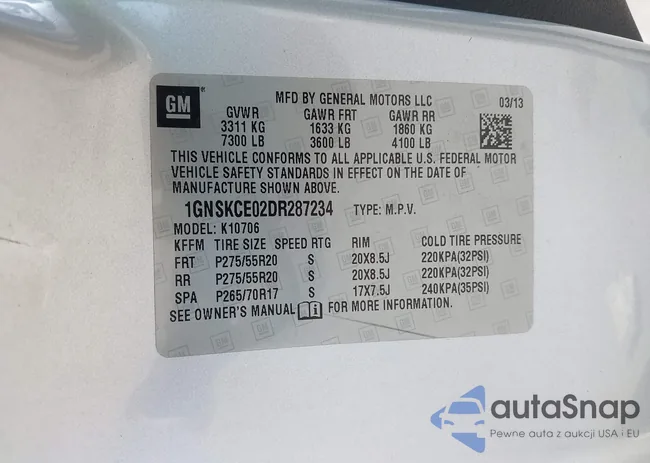 GM
MFD BY GENERAL MOTORS LLC 03/13
GVWR GAWR FRT GAWR RR
3311 KG 1633 KG 1860 KG
7300 LB 3600 LB 4100 LB
THIS VEHICLE CONFORMS TO ALL APPLICABLE U.S. FEDERAL MOTOR
VEHICLE SAFETY STANDARDS IN EFFECT ON THE DATE OF
MANUFACTURE SHOWN ABOVE.
1GNSKCE02DR287234 TYPE: M.P.V.
MODEL: K10706
KFFM TIRE SIZE SPEED RTG RIM COLD TIRE PRESSURE
FRT P275/55R20 S 20X8.5J 220KPA(32PSI)
RR P275/55R20 S 20X8.5J 220KPA(32PSI)
SPA P265/70R17 S 17X7.5J 240KPA(35PSI)
SEE OWNER'S MANUAL FOR MORE INFORMATION.
autaSnap
Pewne auta z aukcji USA i EU